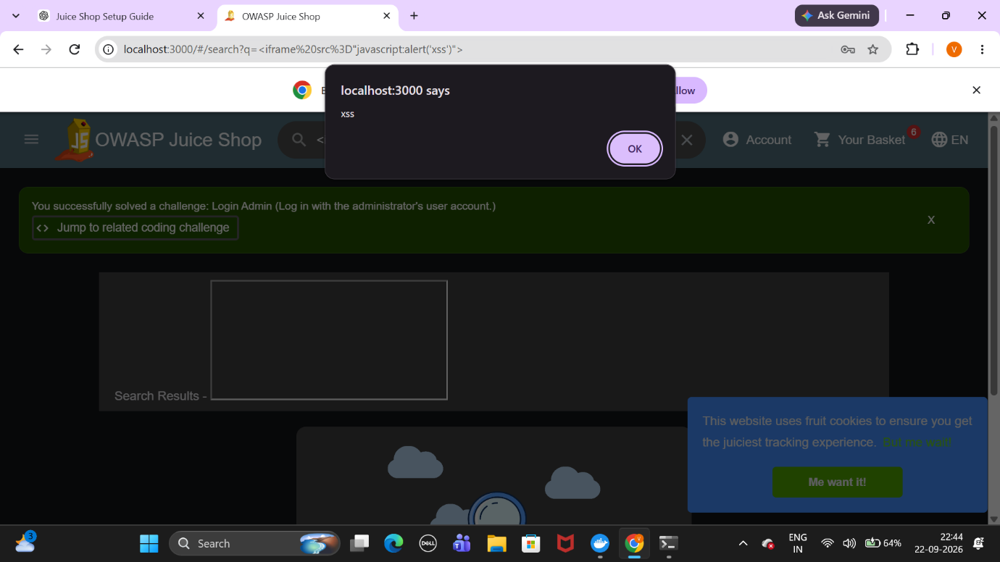 Juice Shop Setup Guide
OWASP Juice Shop
Ask Gemini
localhost:3000/#/search?q=<iframe%20src%3D"javascript:alert('xss')">
V
localhost:3000 says
xss
OK
OWASP Juice Shop
<
Account
Your Basket
6
EN
You successfully solved a challenge: Login Admin (Log in with the administrator's user account.)
<> Jump to related coding challenge
X
Search Results -
This website uses fruit cookies to ensure you get
the juiciest tracking experience. But me wait!
Me want it!
3
Search
DELL
ENG
IN
64%
22:44
22-09-2026